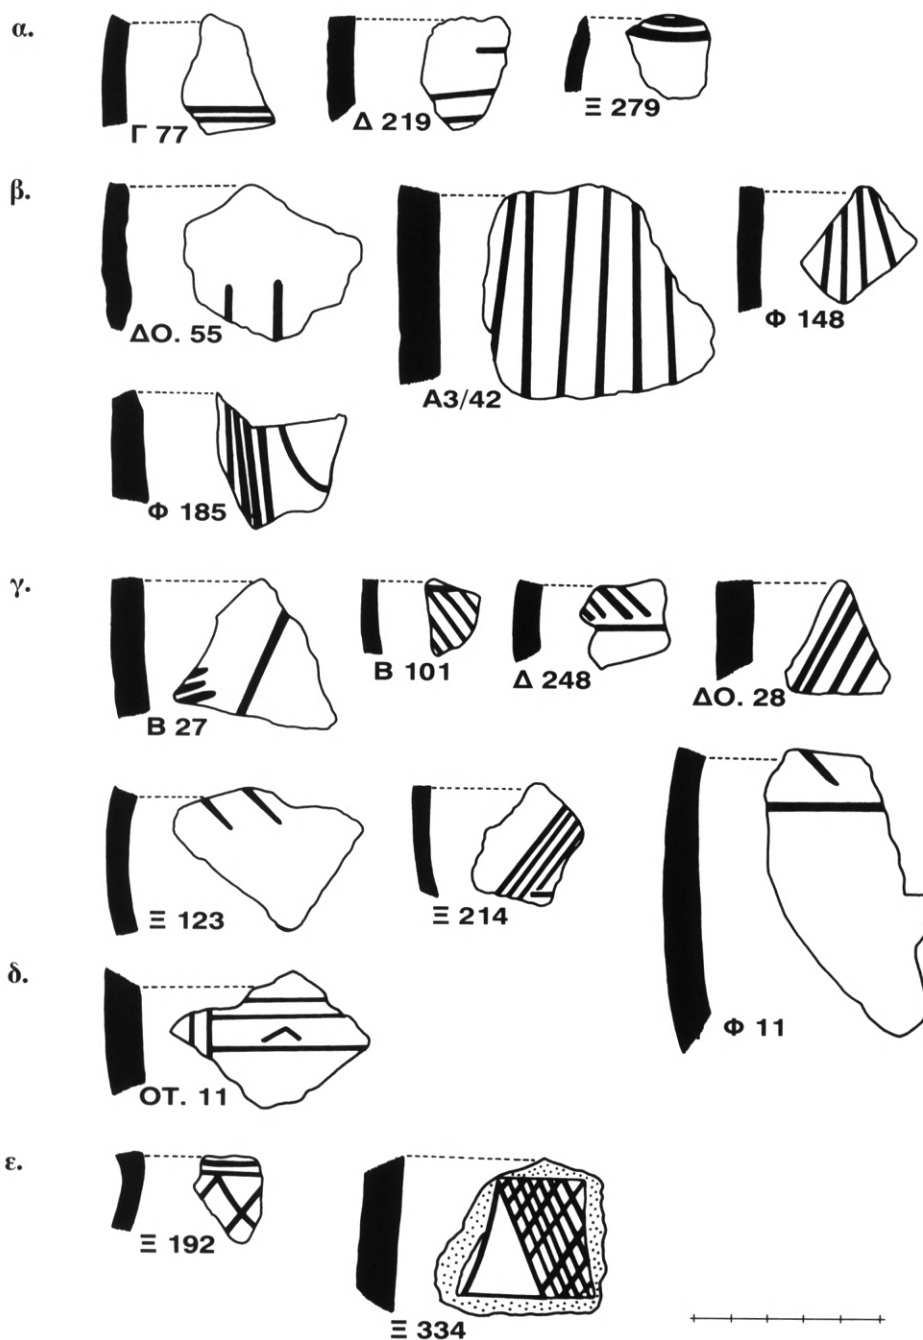 α.
Γ 77
Δ 219
Ξ 279
β.
ΔΟ. 55
Α3/42
Φ 148
Φ 185
γ.
Β 27
Β 101
Δ 248
ΔΟ. 28
Ξ 123
Ξ 214
Φ 11
δ.
ΟΤ. 11
ε.
Ξ 192
Ξ 334